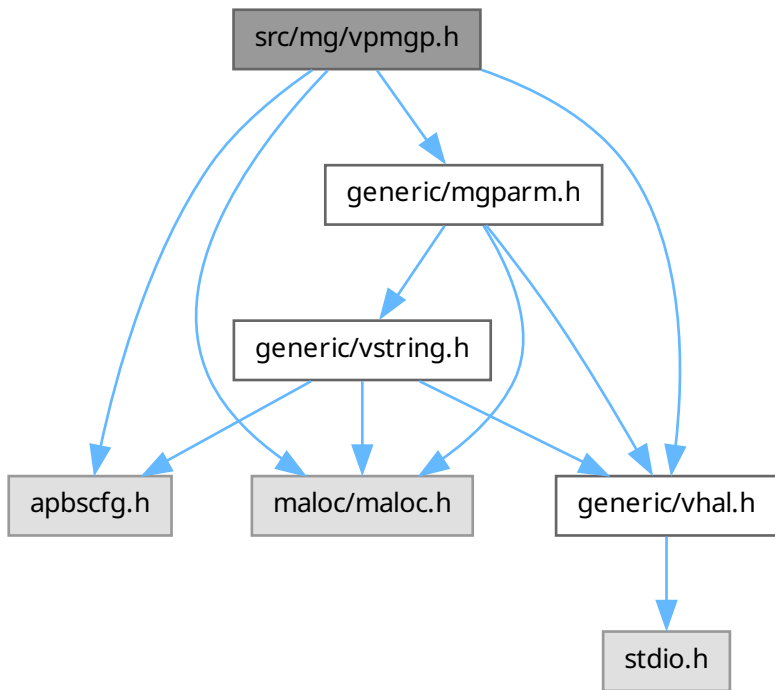 src/mg/vpmgp.h
generic/mgparm.h
generic/vstring.h
apbscfg.h
maloc/maloc.h
generic/vhal.h
stdio.h